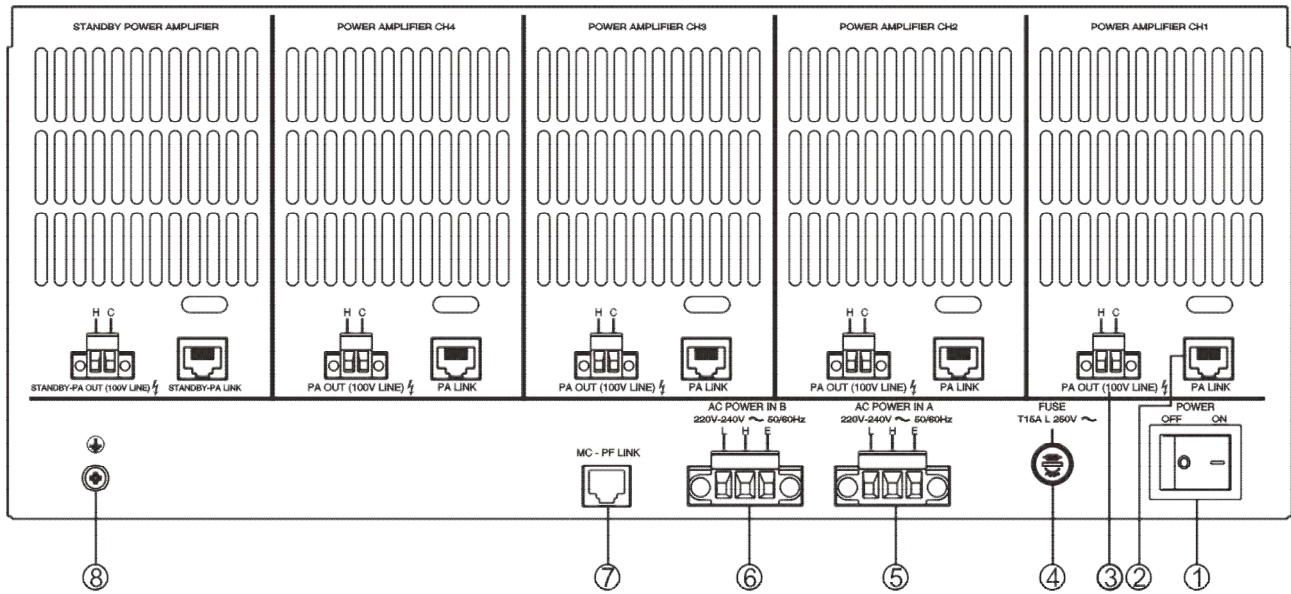 STANDBY POWER AMPLIFIER POWER AMPLIFIER CH4 POWER AMPLIFIER CH3 POWER AMPLIFIER CH2 POWER AMPLIFIER CH1
H C H C H C H C H C
STANDBY-PA OUT (100V LINE) STANDBY-PA LINK PA OUT (100V LINE) PA LINK PA OUT (100V LINE) PA LINK PA OUT (100V LINE) PA LINK PA OUT (100V LINE) PA LINK
AC POWER IN B AC POWER IN A FUSE POWER
220V-240V ~ 50/60Hz 220V-240V ~ 50/60Hz T15A L 250V ~ OFF ON
L H E L H E
MC - PF LINK
⑧ ⑦ ⑥ ⑤ ④ ③ ② ①